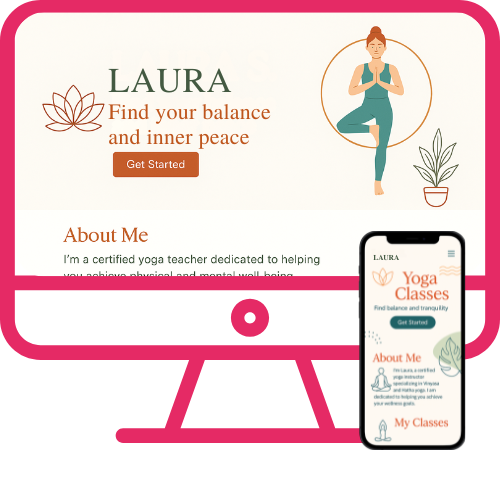 LAURA
Find your balance
and inner peace
Get Started
About Me
I'm a certified yoga teacher dedicated to helping
you achieve physical and mental well-being
LAURA
Yoga
Classes
Find balance and tranquility
Get Started
About Me
I'm Laura, a certified
yoga instructor
specializing in Vinyasa
and Hatha yoga. I am
dedicated to helping you achieve
your wellness goals.
My Classes